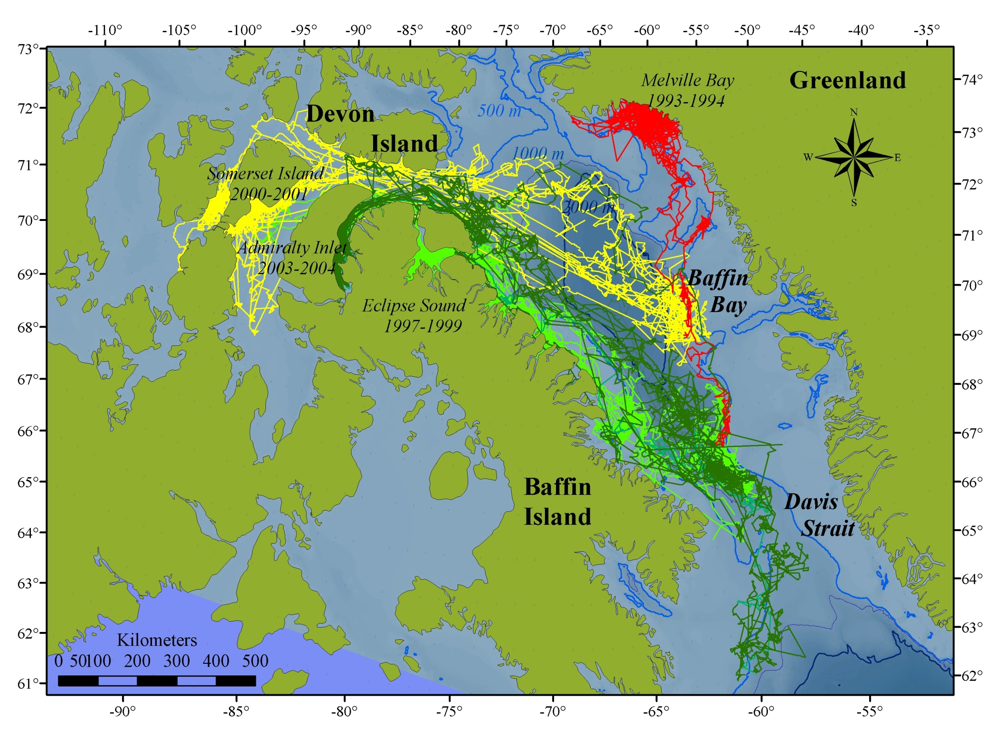 -110° -105° -100° -95° -90° -85° -80° -75° -70° -65° -60° -55° -50° -45° -40° -35°
73°
72°
71°
70°
69°
68°
67°
66°
65°
64°
63°
62°
61°
74°
73°
72°
71°
70°
69°
68°
67°
66°
65°
64°
63°
62°
Melville Bay
1993-1994
Greenland
N
W E
S
Devon
Island
500 m
1000 m
2000 m
Somerset Island
2000-2001
Admiralty Inlet
2003-2004
Eclipse Sound
1997-1999
Baffin
Bay
Baffin
Island
Davis
Strait
Kilometers
0 50 100 200 300 400 500
-90° -85° -80° -75° -70° -65° -60° -55°